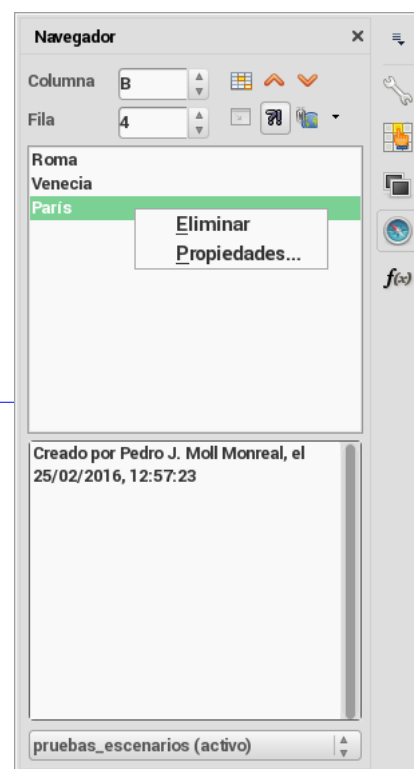 Navegador
Columna B
Fila 4
Roma
Venecia
París
Eliminar
Propiedades...
f(x)
Creado por Pedro J. Moll Monreal, el
25/02/2016, 12:57:23
pruebas_escenarios (activo)